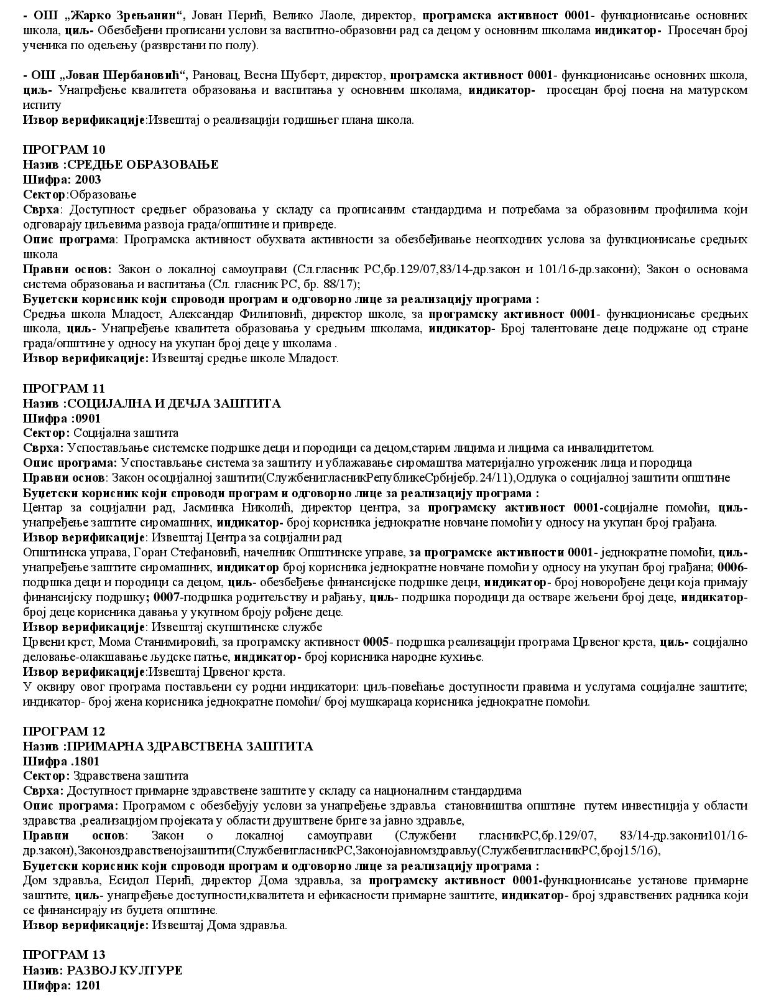 - ОШ „Жарко Зрењанин“, Јован Перић, Велико Лаоле, директор, програмска активност 0001- функционисање основних
школа, циљ- Обезбеђени прописани услови за васпитно-образовни рад са децом у основним школама индикатор- Просечан број
ученика по одељењу (разврстани по полу).
- ОШ „Јован Шербановић“, Рановац, Весна Шуберт, директор, програмска активност 0001- функционисање основних школа,
циљ- Унапређење квалитета образовања и васпитања у основним школама, индикатор- просецан број поена на матурском
испиту
Извор верификације:Извештај о реализацији годишњег плана школа.
ПРОГРАМ 10
Назив :СРЕДЊЕ ОБРАЗОВАЊЕ
Шифра: 2003
Сектор:Образовање
Сврха: Доступност средњег образовања у складу са прописаним стандардима и потребама за образовним профилима који
одговарају циљевима развоја града/општине и привреде.
Опис програма: Програмска активност обухвата активности за обезбеђивање неопходних услова за функционисање средњих
школа
Правни основ: Закон о локалној самоуправи (Сл.гласник РС,бр.129/07,83/14-др.закон и 101/16-др.закони); Закон о основама
система образовања и васпитања (Сл. гласник РС, бр. 88/17);
Буџетски корисник који спроводи програм и одговорно лице за реализацију програма :
Средња школа Младост, Александар Филиповић, директор школе, за програмску активност 0001- функционисање средних
школа, циљ- Унапређење квалитета образовања у средњим школама, индикатор- Број талентоване деце подржане од стране
града/општине у односу на укупан број деце у школама .
Извор верификације: Извештај средње школе Младост.
ПРОГРАМ 11
Назив :СОЦИЈАЛНА И ДЕЧЈА ЗАШТИТА
Шифра :0901
Сектор: Социјална заштита
Сврха: Успостављање системске подршке деци и породици са децом,старим лицима и лицима са инвалидитетом.
Опис програма: Успостављање система за заштиту и ублажавање сиромаштва материјално угроженик лица и породица
Правни основ: Закон осоцијалној заштити(СлужбенигласникРепубликеСрбијебр.24/11),Одлука о социјалној заштити општине
Буџетски корисник који спроводи програм и одговорно лице за реализацију програма :
Центар за социјални рад, Јасминка Николић, директор центра, за програмску активност 0001-социјалне помоћи, циљ-
унапређење заштите сиромашних, индикатор- број корисника једнократне новчане помоћи у односу на укупан број грађана.
Извор верификације: Извештај Центра за социјални рад
Општинска управа, Горан Стефановић, начелник Општинске управе, за програмске активности 0001- једнократне помоћи, циљ-
унапређење заштите сиромашних, индикатор број корисника једнократне новчане помоћи у односу на укупан број грађана; 0006-
подршка деци и породици са децом, циљ- обезбеђење финансијске подршке деци, индикатор- број новорођене деци која примају
финансијску подршку; 0007-подршка родитељству и рађању, циљ- подршка породици да остваре жељени број деце, индикатор-
број деце корисника давања у укупном броју рођене деце.
Извор верификације: Извештај скупштинске службе
Црвени крст, Мома Станимировић, за програмску активност 0005- подршка реализацији програма Црвеног крста, циљ- социјално
деловање-олакшавање људске патње, индикатор- број корисника народне кухиње.
Извор верификације:Извештај Црвеног крста.
У оквиру овог програма постављени су родни индикатори: циљ-повећање доступности правима и услугама социјалне заштите;
индикатор- број жена корисника једнократне помоћи/ број мушкараца корисника једнократне помоћи.
ПРОГРАМ 12
Назив :ПРИМАРНА ЗДРАВСТВЕНА ЗАШТИТА
Шифра .1801
Сектор: Здравствена заштита
Сврха: Доступност примарне здравствене заштите у складу са националним стандардима
Опис програма: Програмом с обезбеђују услови за унапређење здравља становништва општине путем инвестиција у области
здравства ,реализацијом пројеката у области друштвене бриге за јавно здравље,
Правни основ: Закон о локалној самоуправи (Службени гласникРС,бр.129/07, 83/14-др.закони101/16-
др.закон),Законоздравственојзаштити(СлужбенигласникРС,Законојавномздрављу(СлужбенигласникРС,број15/16),
Буџетски корисник који спроводи програм и одговорно лице за реализацију програма :
Дом здравља, Есидол Перић, директор Дома здравља, за програмску активност 0001-функционисање установе примарне
заштите, циљ- унапређење доступности,квалитета и ефикасности примарне заштите, индикатор- број здравствених радника који
се финансирају из буџета општине.
Извор верификације: Извештај Дома здравља.
ПРОГРАМ 13
Назив: РАЗВОЈ КУЛТУРЕ
Шифра: 1201